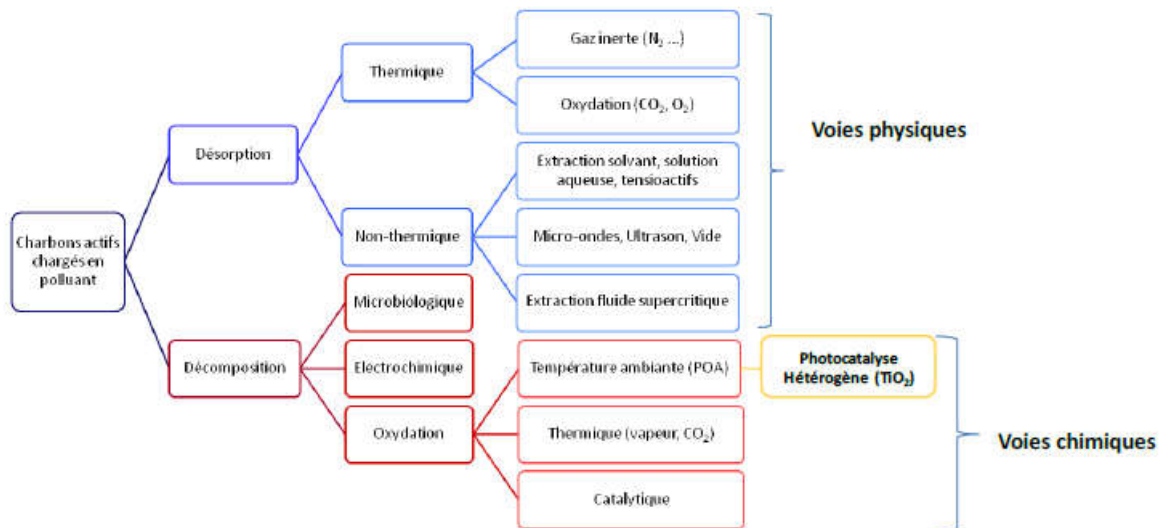 Charbons actifs
chargés en
polluant
Désorption
Décomposition
Thermique
Non-thermique
Microbiologique
Electrochimique
Oxydation
Gaz inerte (N₂ ...)
Oxydation (CO₂, O₂)
Extraction solvant, solution
aqueuse, tensioactifs
Micro-ondes, Ultrason, Vide
Extraction fluide supercritique
Température ambiante (POA)
Thermique (vapeur, CO₂)
Catalytique
Photocatalyse
Hétérogène (TiO₂)
Voies physiques
Voies chimiques